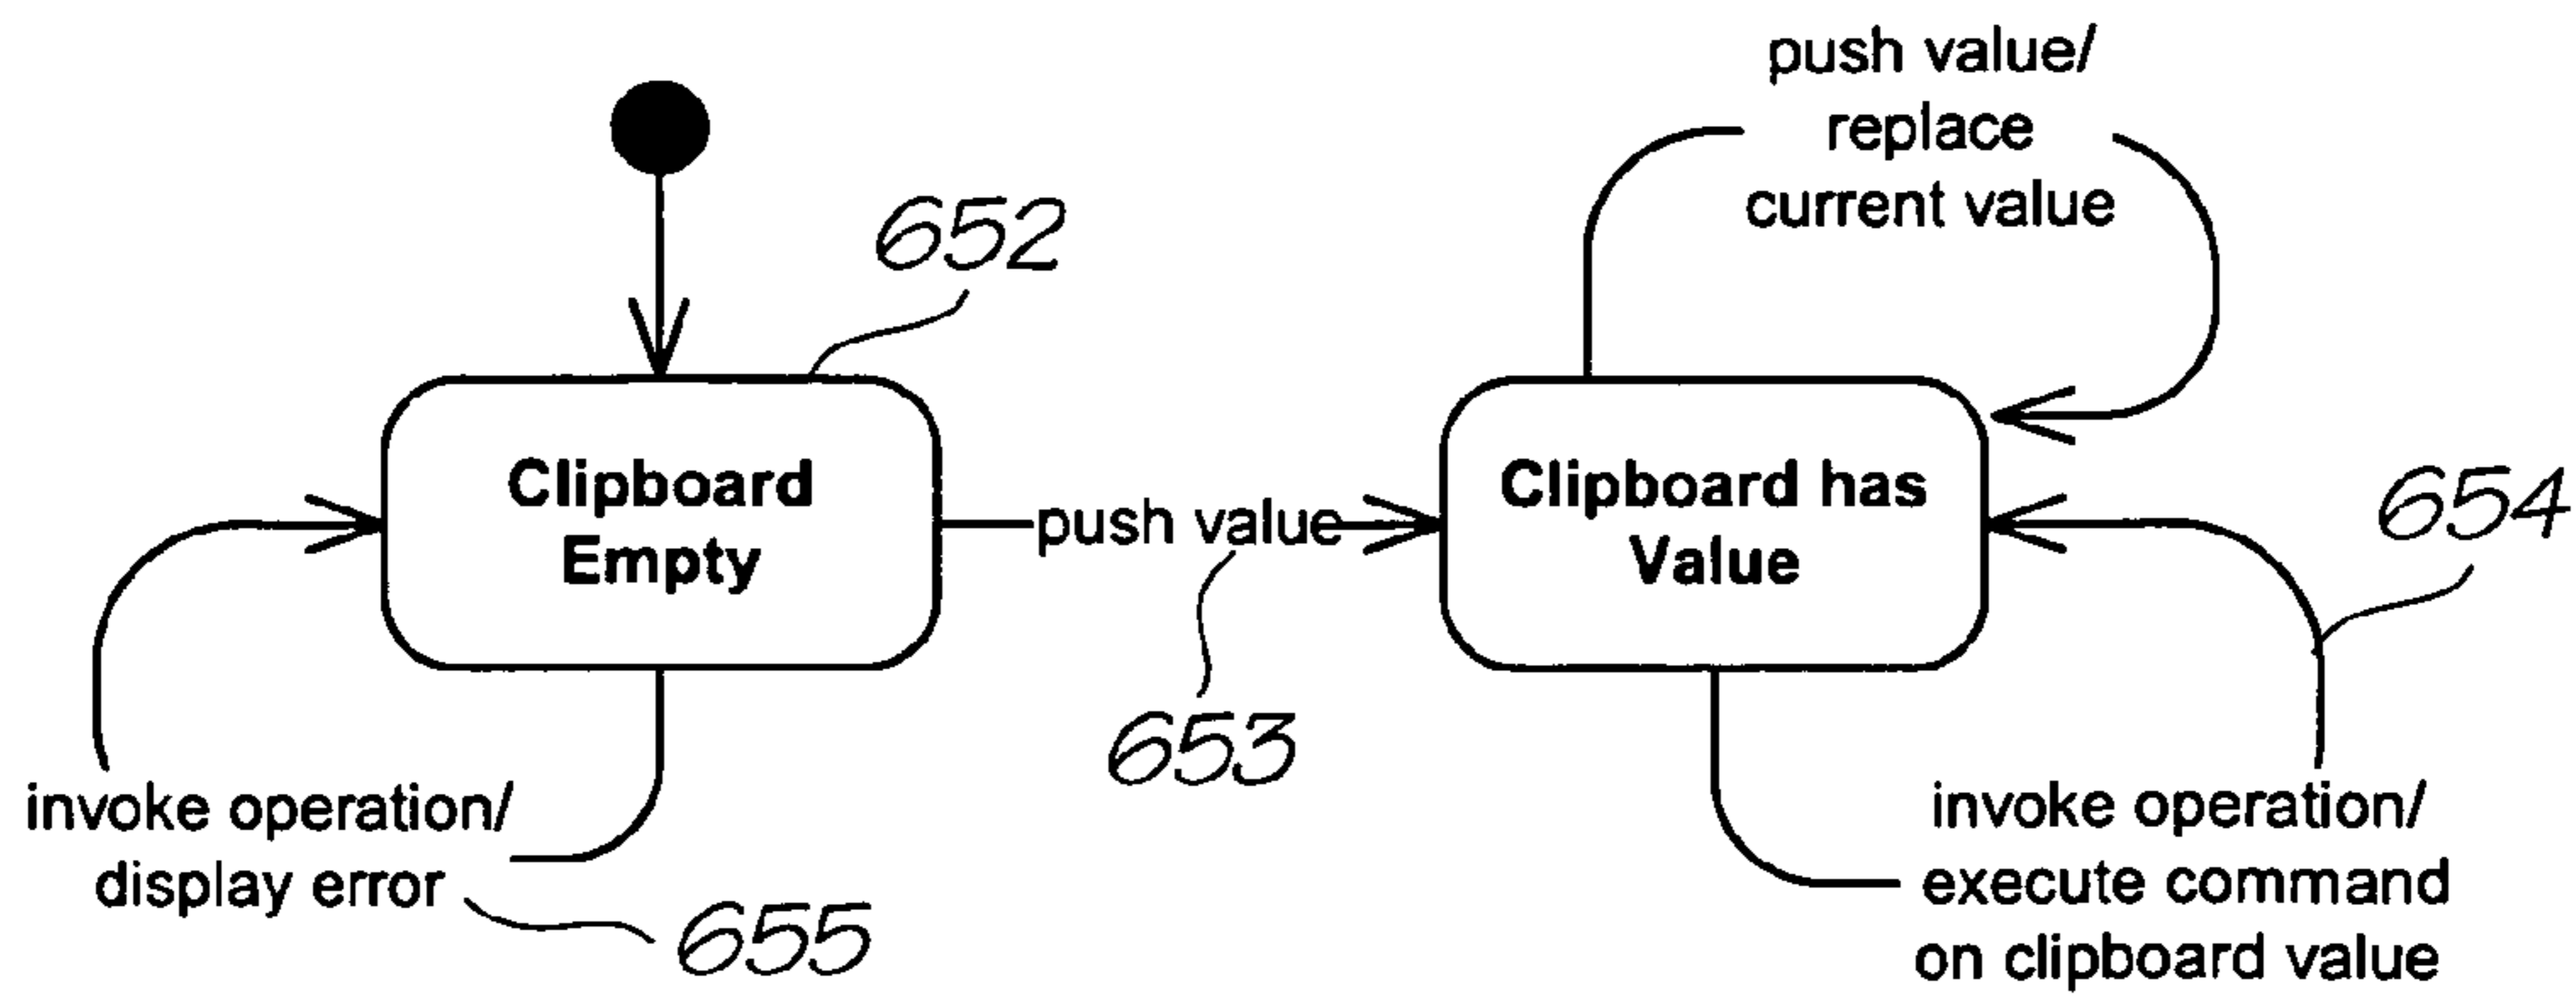 push value/
replace
current value
652
Clipboard
Empty
push value
Clipboard has
Value
654
653
invoke operation/
display error
655
invoke operation/
execute command
on clipboard value